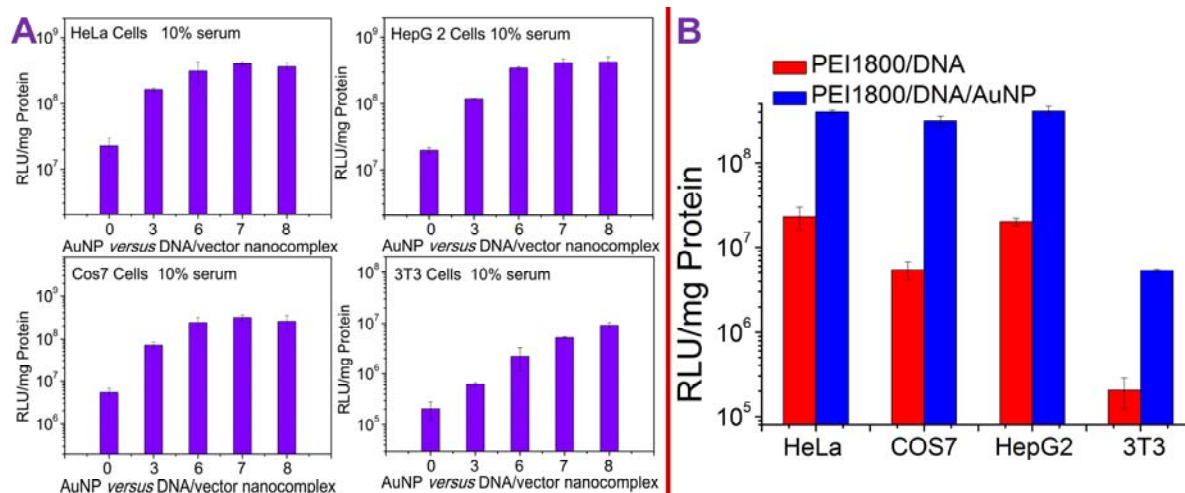 A
HeLa Cells 10% serum
10⁹
10⁸
10⁷
RLU/mg Protein
0 3 6 7 8
AuNP versus DNA/vector nanocomplex
HepG 2 Cells 10% serum
10⁹
10⁸
10⁷
RLU/mg Protein
0 3 6 7 8
AuNP versus DNA/vector nanocomplex
Cos7 Cells 10% serum
10⁹
10⁸
10⁷
10⁶
RLU/mg Protein
0 3 6 7 8
AuNP versus DNA/vector nanocomplex
3T3 Cells 10% serum
10⁸
10⁷
10⁶
10⁵
RLU/mg Protein
0 3 6 7 8
AuNP versus DNA/vector nanocomplex
B
PEI1800/DNA
PEI1800/DNA/AuNP
10⁸
10⁷
10⁶
10⁵
RLU/mg Protein
HeLa COS7 HepG2 3T3